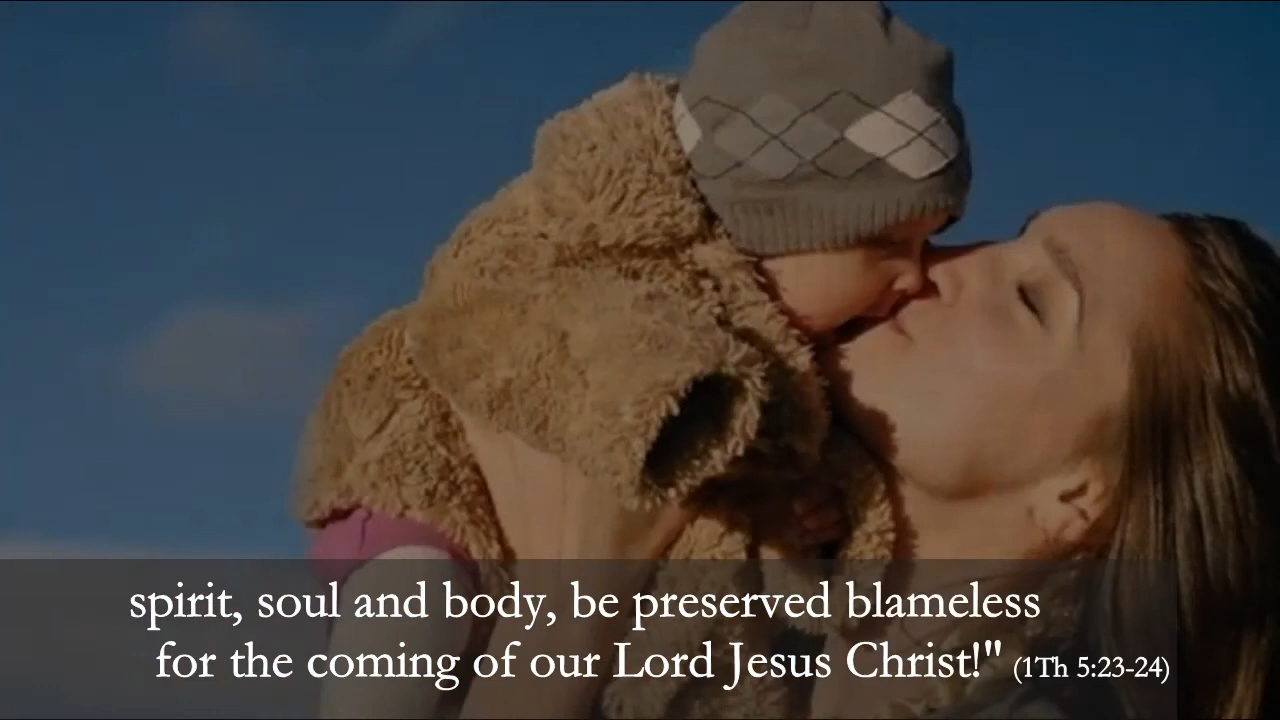 spirit, soul and body, be preserved blameless
for the coming of our Lord Jesus Christ!" (1Th 5:23-24)